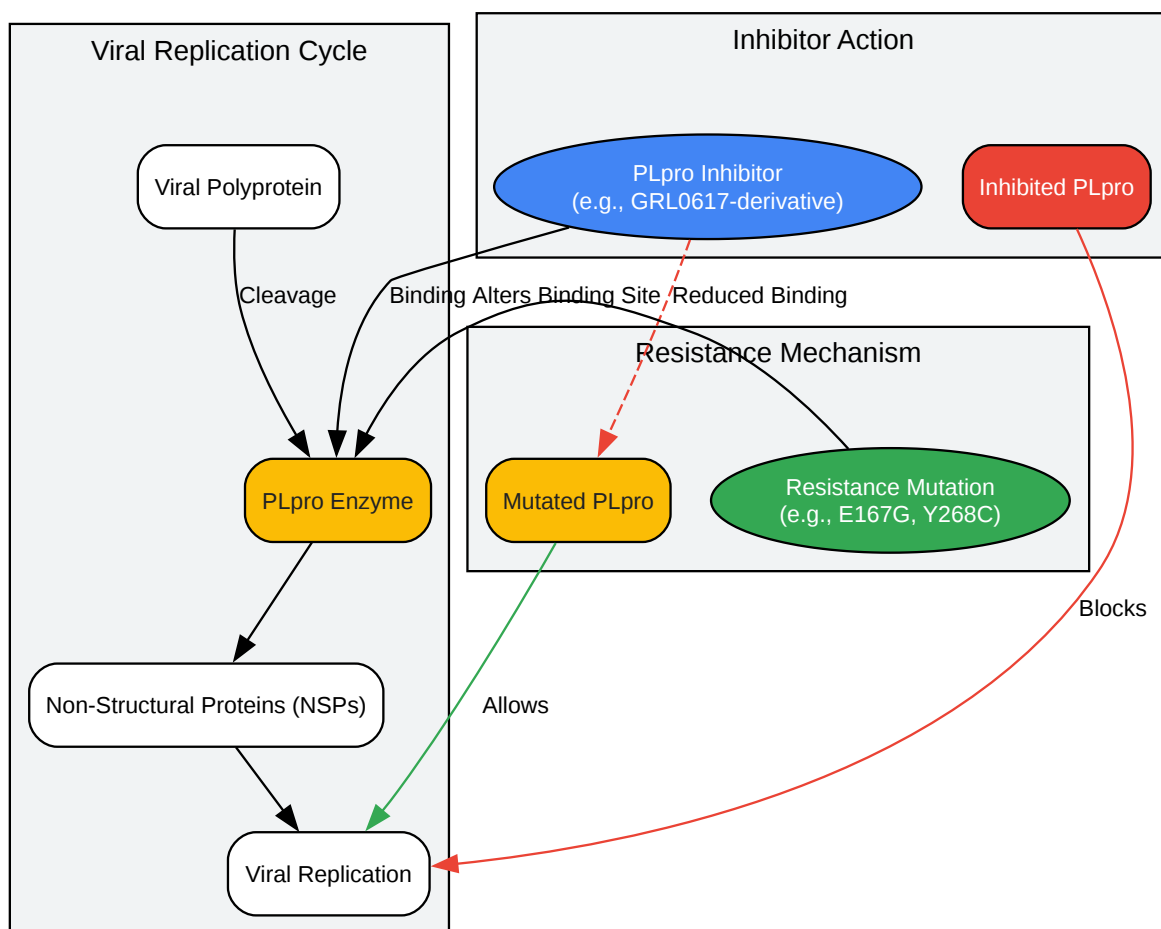 Viral Replication Cycle
Inhibitor Action
Viral Polyprotein
PLpro Inhibitor
(e.g., GRL0617-derivative)
Inhibited PLpro
Cleavage
Binding
Alters Binding Site
Reduced Binding
Resistance Mechanism
PLpro Enzyme
Mutated PLpro
Resistance Mutation
(e.g., E167G, Y268C)
Blocks
Non-Structural Proteins (NSPs)
Allows
Viral Replication